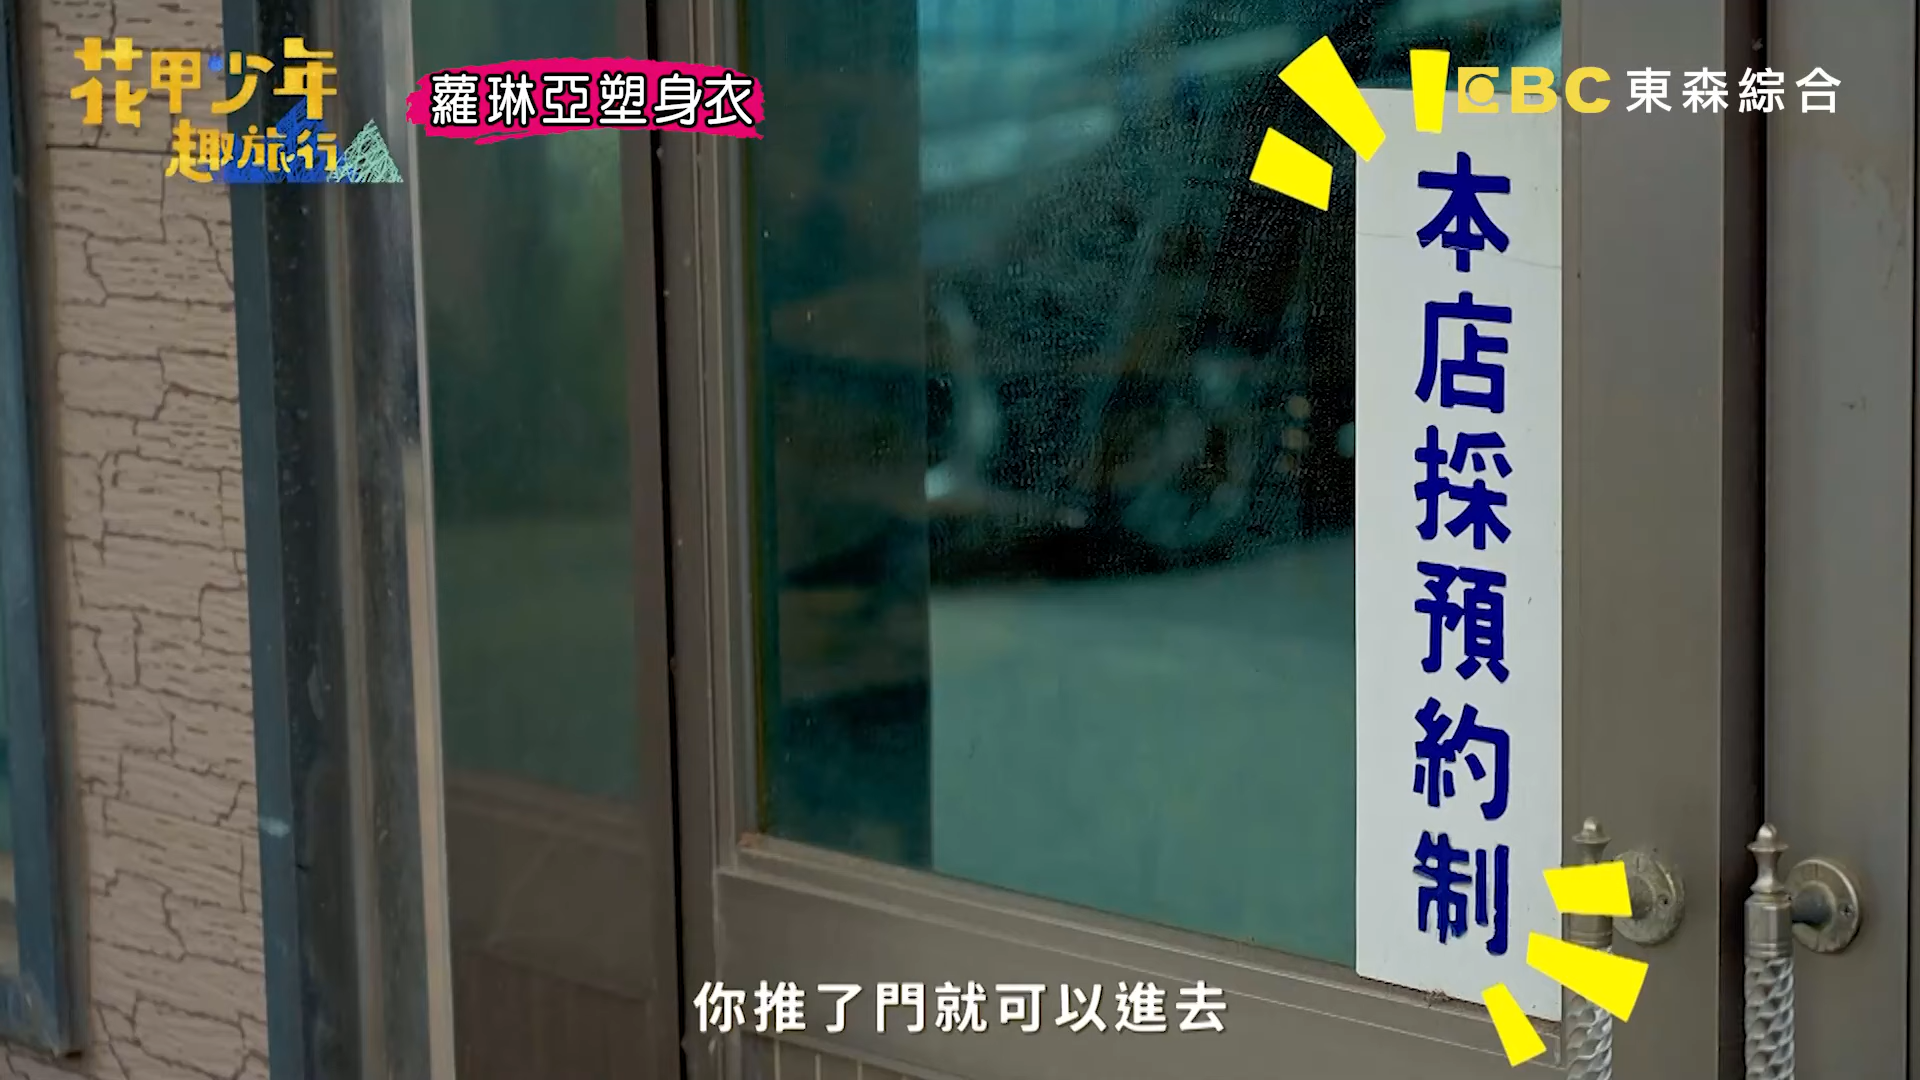 花甲少年
趣旅行
蘿琳亞塑身衣
EBC 東森綜合
本店採預約制
你推了門就可以進去